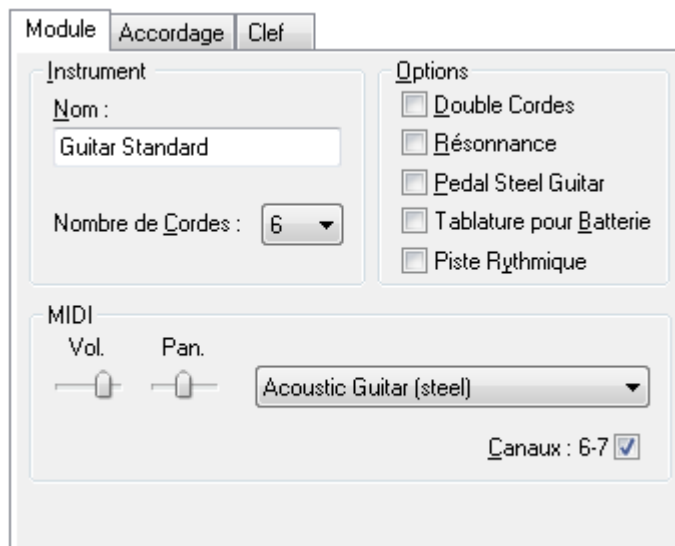 Module Accordage Clef
Instrument
Nom :
Guitar Standard
Nombre de Cordes : 6
Options
Double Cordes
Résonnance
Pedal Steel Guitar
Tablature pour Batterie
Piste Rythmique
MIDI
Vol. Pan.
Acoustic Guitar (steel)
Canaux : 6-7